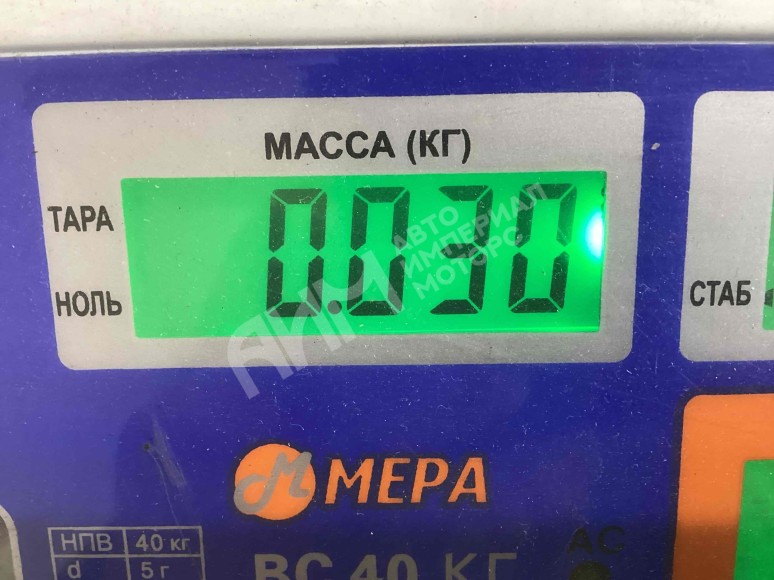 МАССА (КГ)
ТАРА
0.030
НОЛЬ
СТАБ
АИМ АВТО
ИМПЕРИАЛ
МОТОРС
МЕРА
НПВ 40 кг
d 5 г
ВС 40 КГ
АС